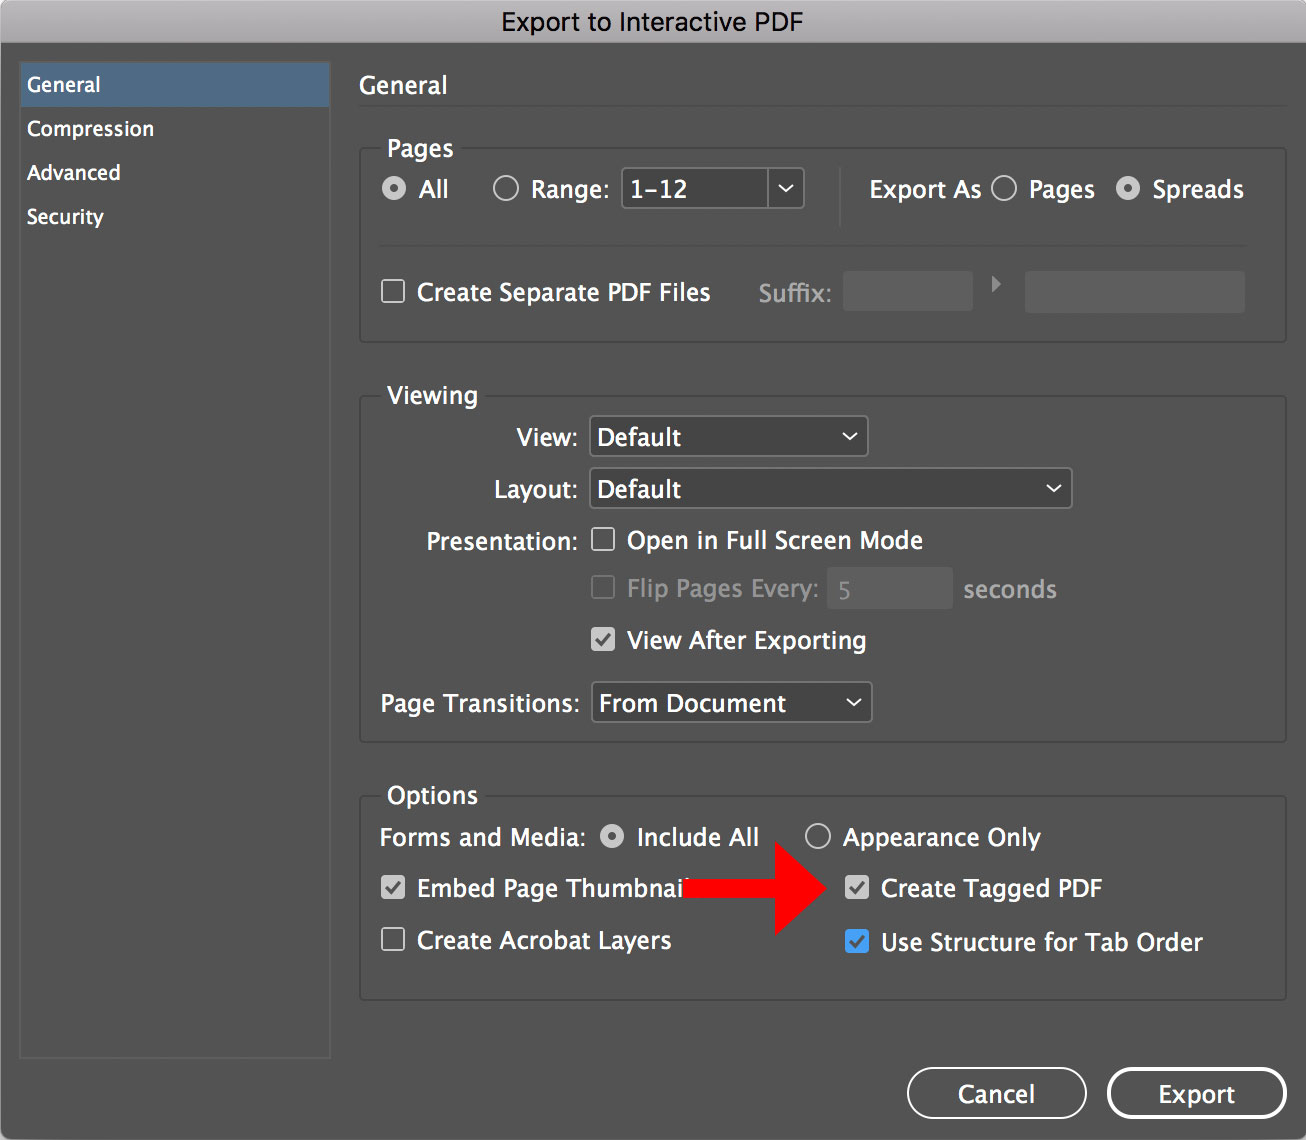 Export to Interactive PDF
General
Compression
Advanced
Security
General
Pages
All Range: 1-12 Export As Pages Spreads
Create Separate PDF Files Suffix:
Viewing
View: Default
Layout: Default
Presentation: Open in Full Screen Mode
Flip Pages Every: 5 seconds
View After Exporting
Page Transitions: From Document
Options
Forms and Media: Include All Appearance Only
Embed Page Thumbnail Create Tagged PDF
Create Acrobat Layers Use Structure for Tab Order
Cancel Export